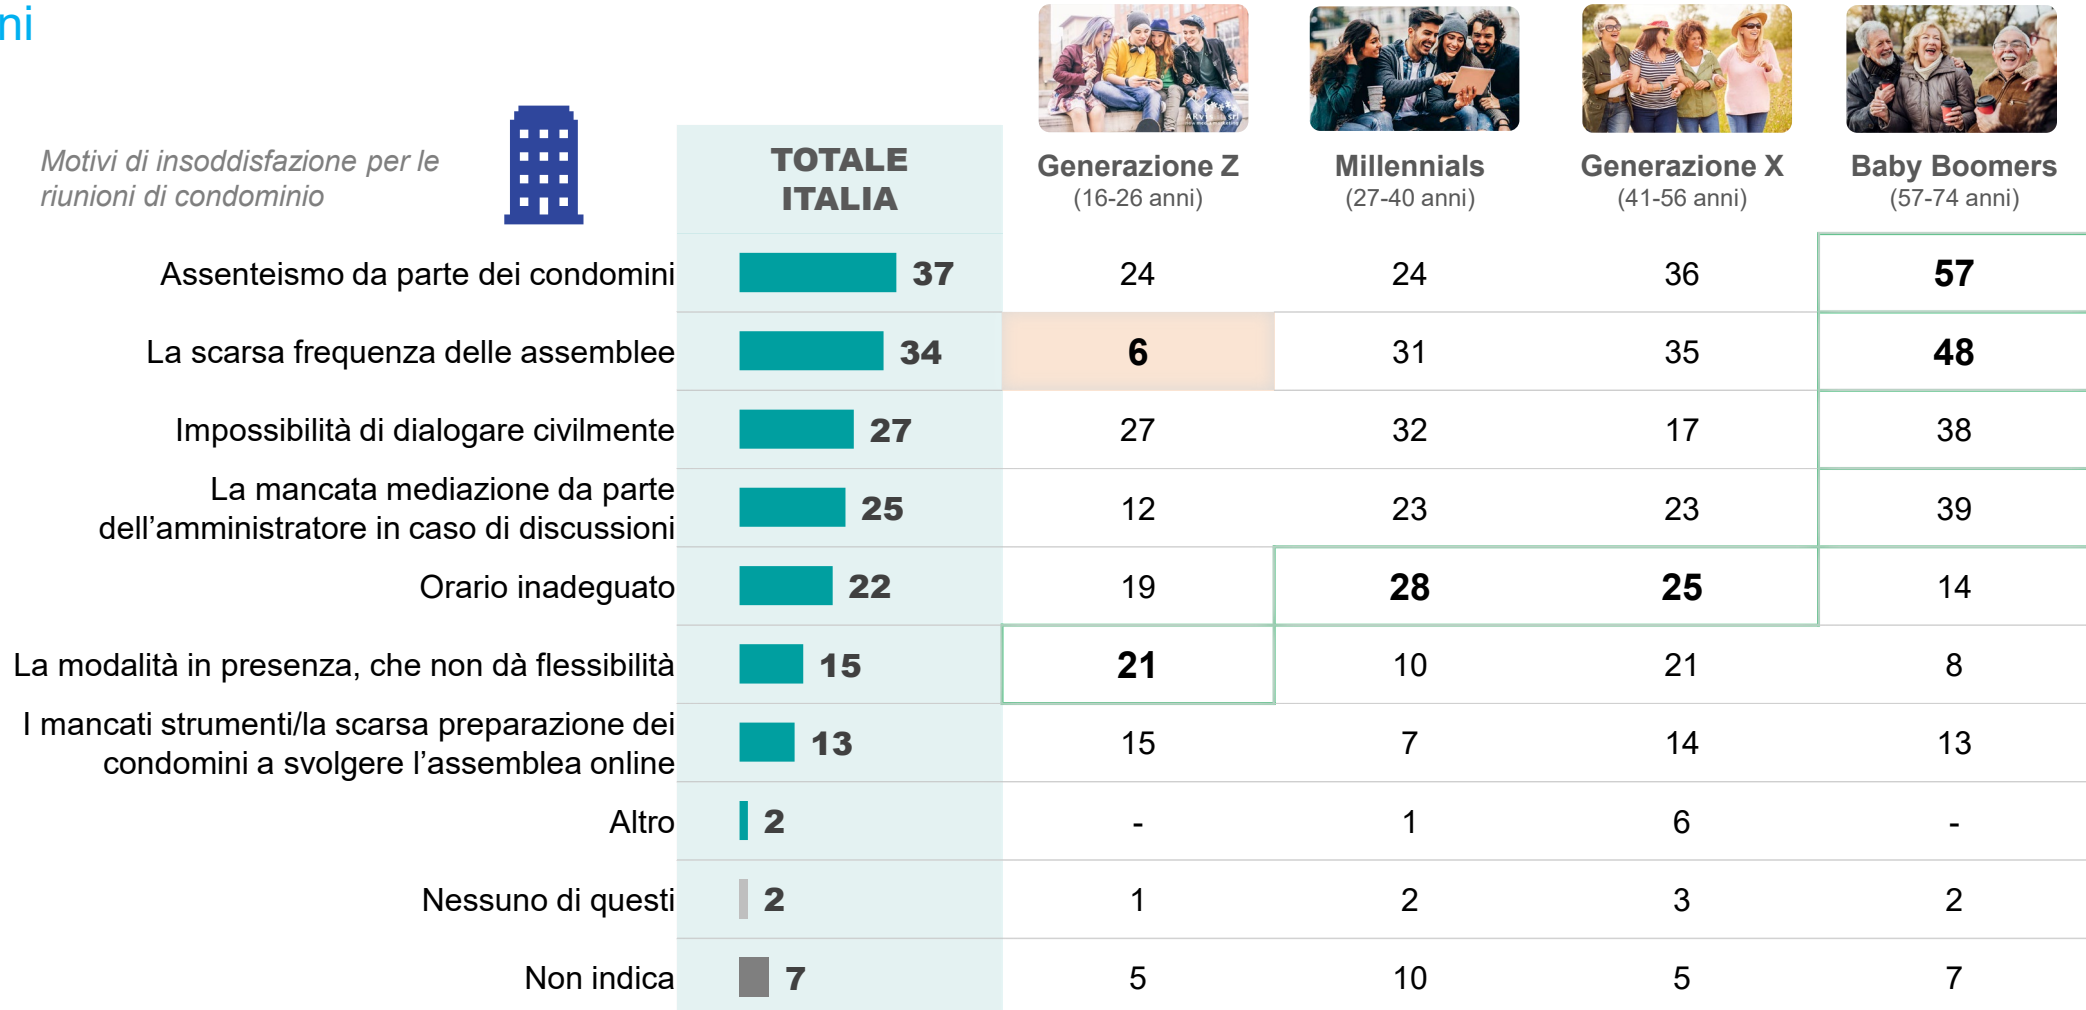 ni
Motivi di insoddisfazione per le
riunioni di condominio
TOTALE
ITALIA
Generazione Z
(16-26 anni)
Millennials
(27-40 anni)
Generazione X
(41-56 anni)
Baby Boomers
(57-74 anni)
Assenteismo da parte dei condomini 37 24 24 36 57
La scarsa frequenza delle assemblee 34 6 31 35 48
Impossibilità di dialogare civilmente 27 27 32 17 38
La mancata mediazione da parte
dell’amministratore in caso di discussioni 25 12 23 23 39
Orario inadeguato 22 19 28 25 14
La modalità in presenza, che non dà flessibilità 15 21 10 21 8
I mancati strumenti/la scarsa preparazione dei
condomini a svolgere l’assemblea online 13 15 7 14 13
Altro 2 - 1 6 -
Nessuno di questi 2 1 2 3 2
Non indica 7 5 10 5 7